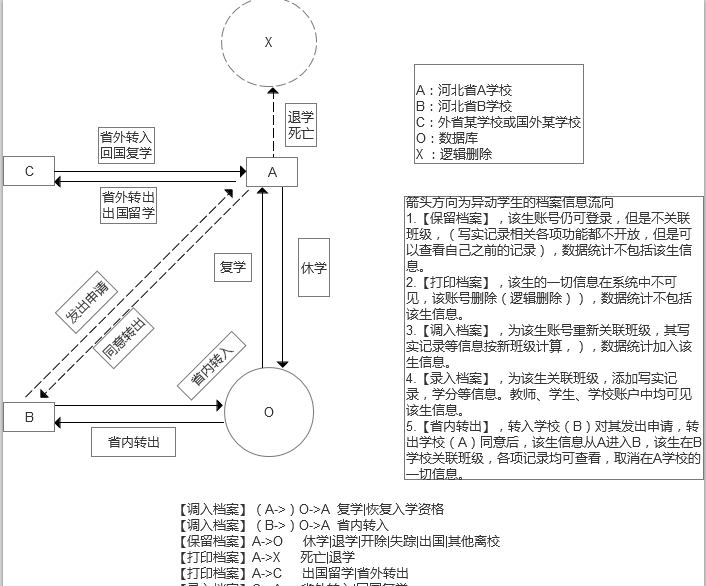 X
退学
死亡
A：河北省A学校
B：河北省B学校
C：外省某学校或国外某学校
O：数据库
X ：逻辑删除
省外转入
回国复学
C
A
省外转出
出国留学
箭头方向为异动学生的档案信息流向
1.【保留档案】，该生账号仍可登录，但是不关联
班级，（写实记录相关各项功能都不开放，但是可
以查看自己之前的记录），数据统计不包括该生信
息。
2.【打印档案】，该生的一切信息在系统中不可
见，该账号删除（逻辑删除）），数据统计不包括
该生信息。
3.【调入档案】，为该生账号重新关联班级，其写
实记录等信息按新班级计算，），数据统计加入该
生信息。
4.【录入档案】，为该生关联班级，添加写实记
录，学分等信息。教师、学生、学校账户中均可见
该生信息。
5.【省内转出】，转入学校（B）对其发出申请，转
出学校（A）同意后，该生信息从A进入B，该生在B
学校关联班级，各项记录均可查看，取消在A学校的
一切信息。
复学
休学
发出申请
同意转出
省内转入
B
O
省内转出
【调入档案】（A->）O->A 复学|恢复入学资格
【调入档案】（B->）O->A 省内转入
【保留档案】A->O 休学|退学|开除|失踪|出国|其他离校
【打印档案】A->X 死亡|退学
【打印档案】A->C 出国留学|省外转出